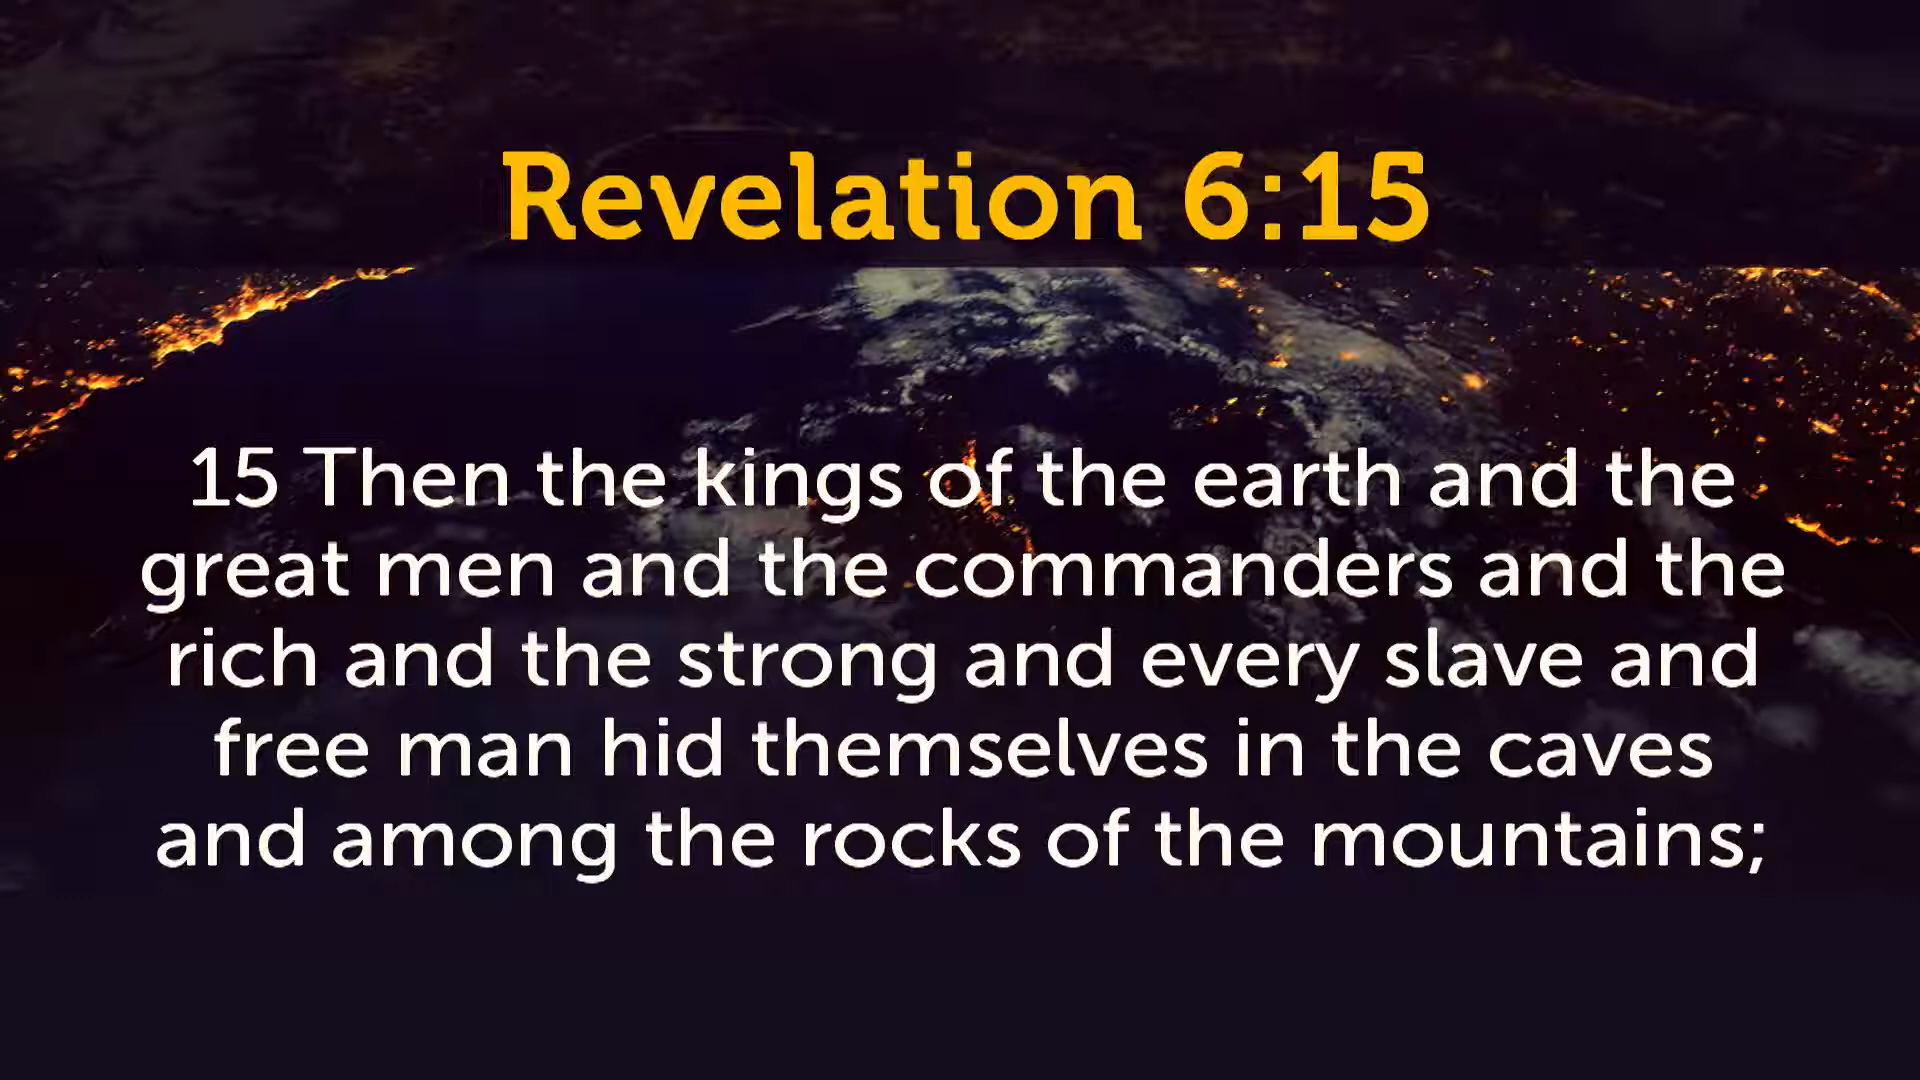 Revelation 6:15
15 Then the kings of the earth and the
great men and the commanders and the
rich and the strong and every slave and
free man hid themselves in the caves
and among the rocks of the mountains;